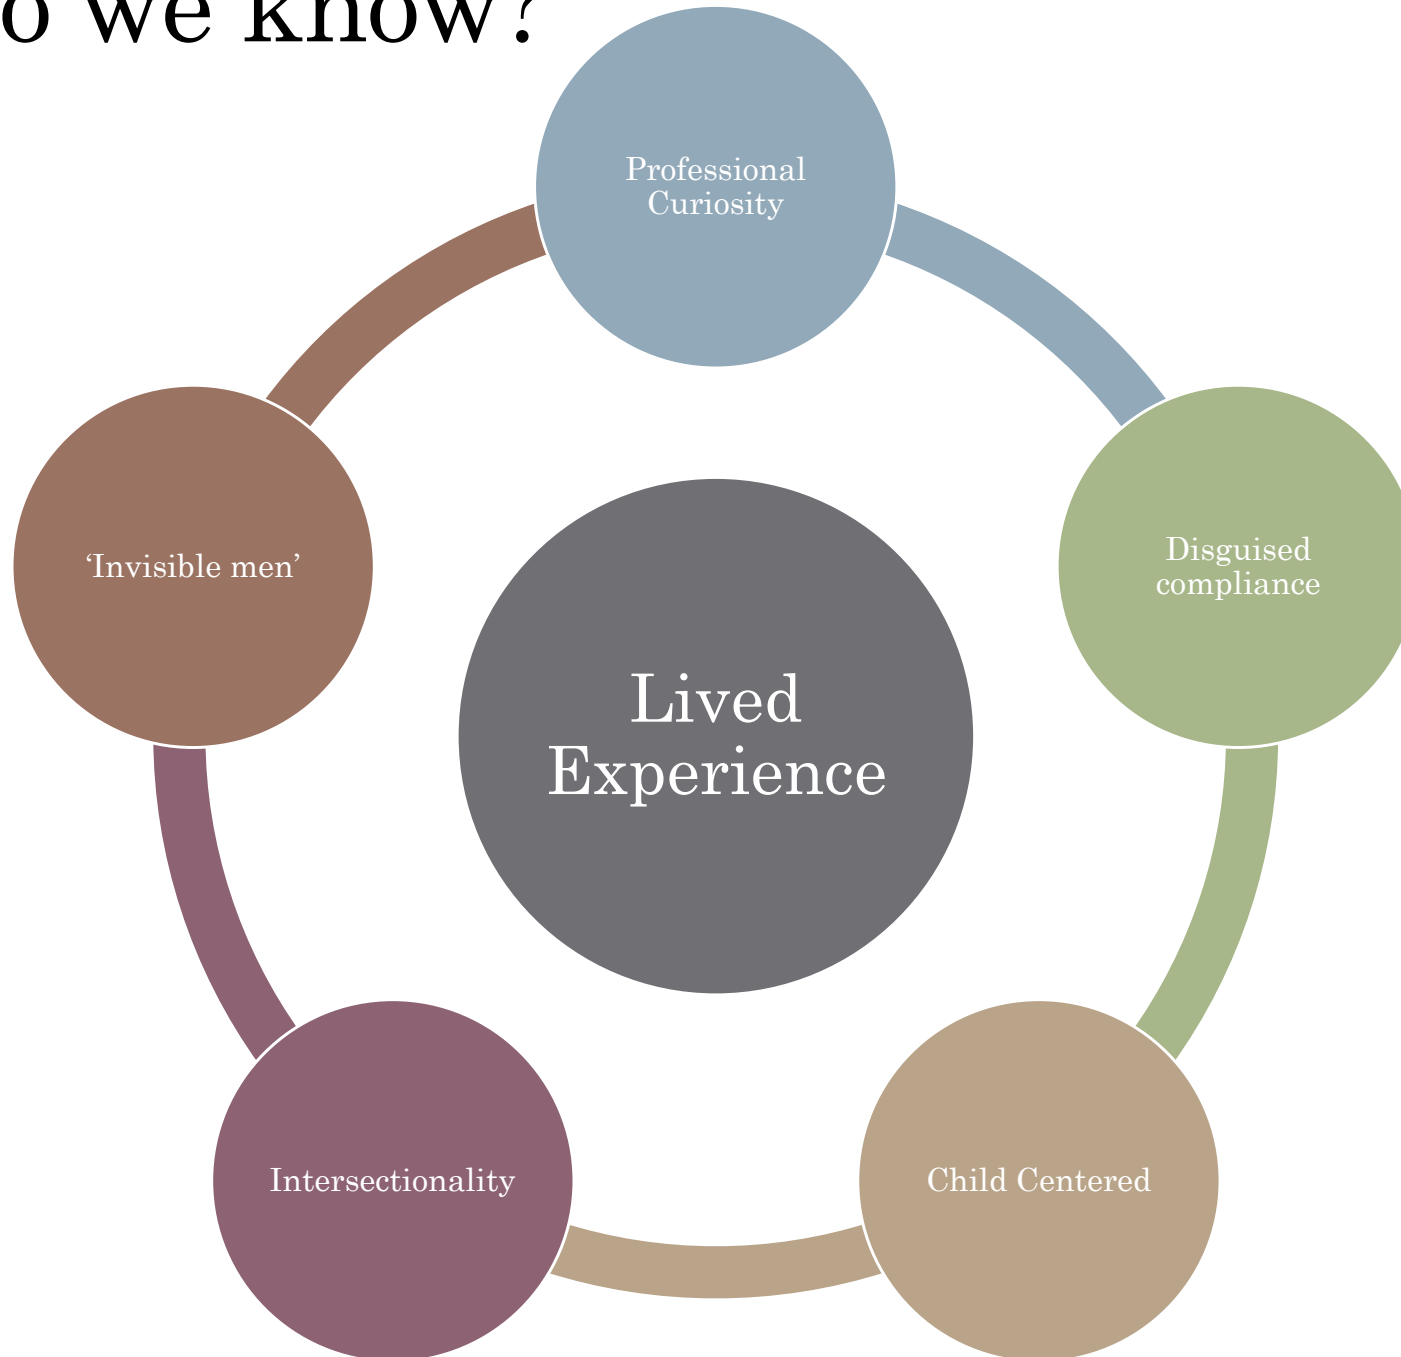 o we know?
Professional
Curiosity
Disguised
compliance
Child Centered
Intersectionality
‘Invisible men’
Lived
Experience